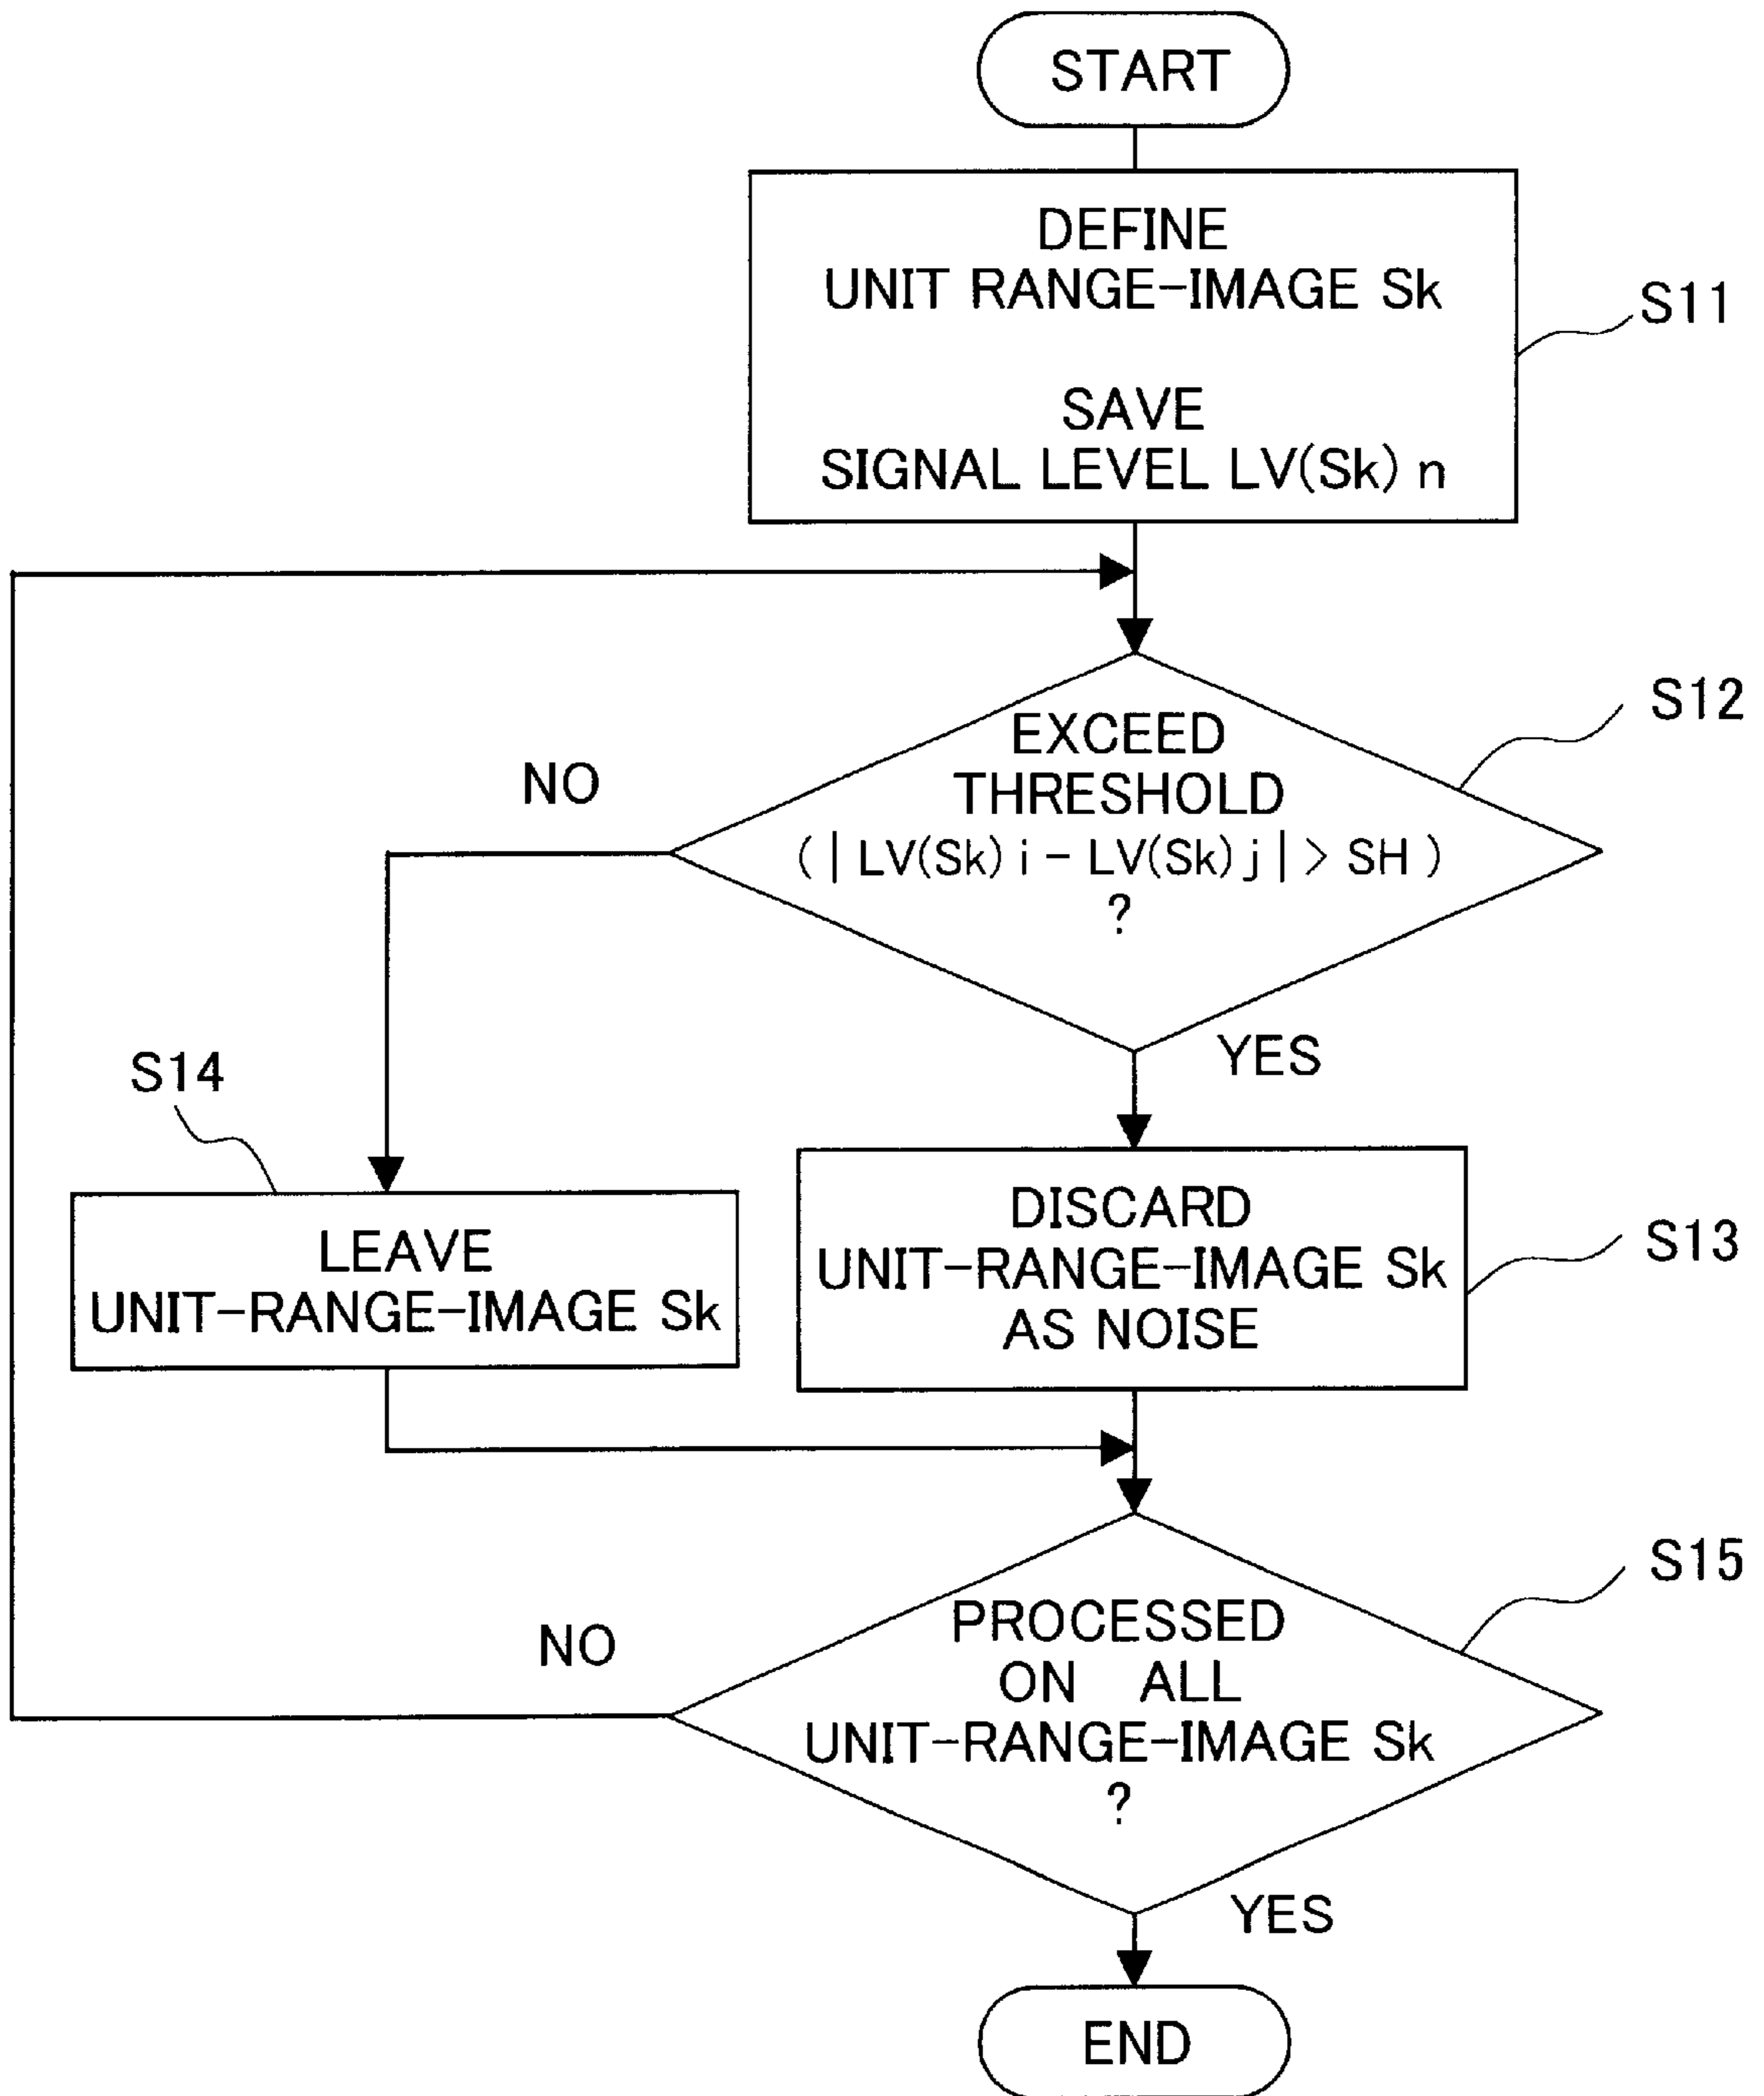 START
DEFINE
UNIT RANGE-IMAGE Sk
SAVE
SIGNAL LEVEL LV(Sk) n
S11
EXCEED
THRESHOLD
( | LV(Sk) i - LV(Sk) j | > SH )
?
S12
NO
YES
S14
LEAVE
UNIT-RANGE-IMAGE Sk
DISCARD
UNIT-RANGE-IMAGE Sk
AS NOISE
S13
PROCESSED
ON ALL
UNIT-RANGE-IMAGE Sk
?
S15
NO
YES
END